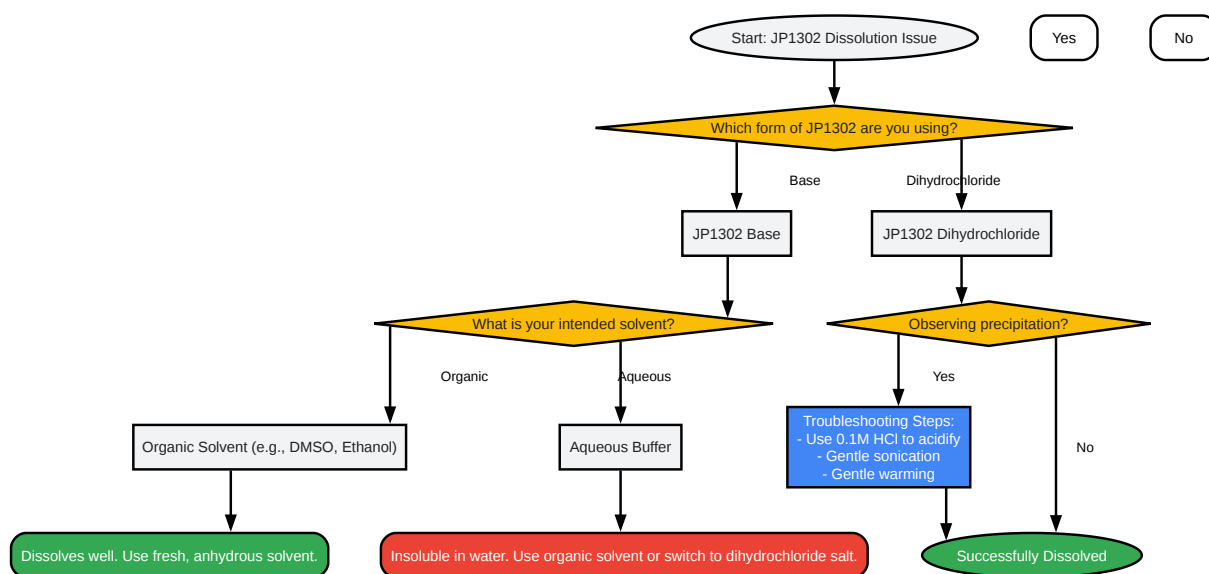 Start: JP1302 Dissolution Issue
Yes
No
Which form of JP1302 are you using?
Base
Dihydrochloride
JP1302 Base
JP1302 Dihydrochloride
What is your intended solvent?
Observing precipitation?
Organic
Aqueous
Yes
Organic Solvent (e.g., DMSO, Ethanol)
Aqueous Buffer
Troubleshooting Steps:
- Use 0.1M HCl to acidify
- Gentle sonication
- Gentle warming
No
Dissolves well. Use fresh, anhydrous solvent.
Insoluble in water. Use organic solvent or switch to dihydrochloride salt.
Successfully Dissolved